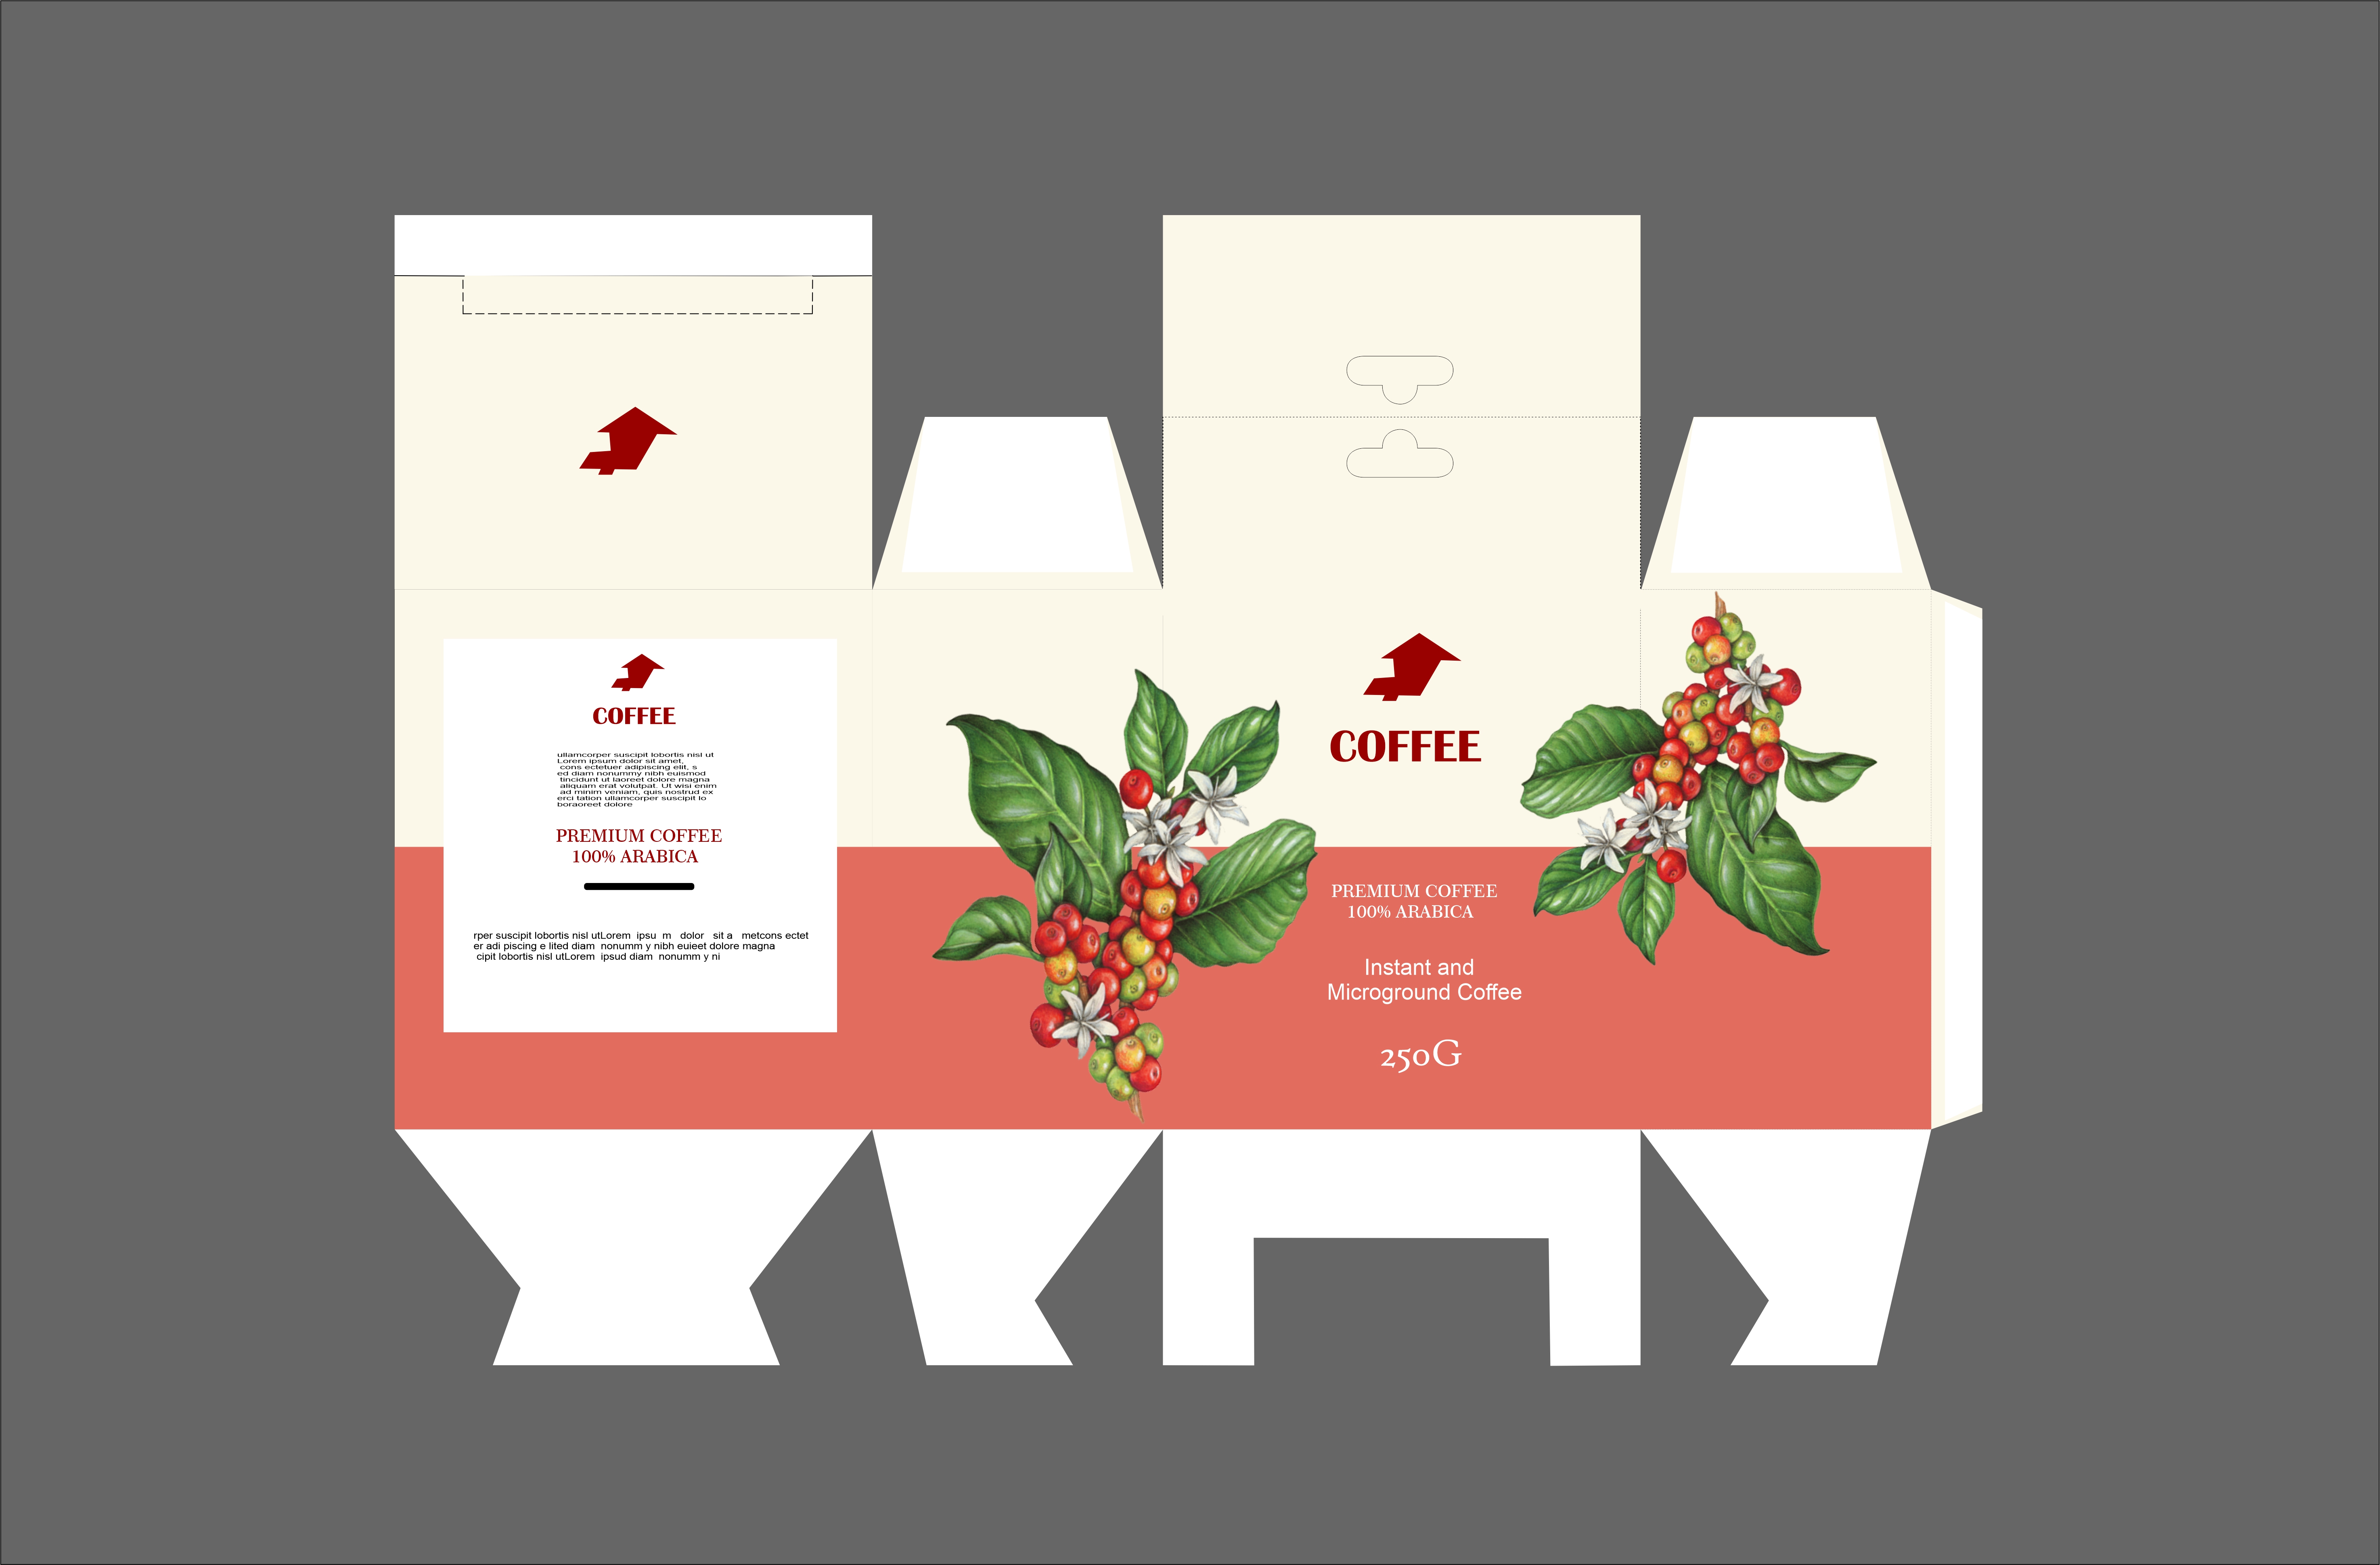 COFFEE
ullamcorper suscipit lobortis nisl ut
Lorem ipsum dolor sit amet,
cons ectetuer adipiscing elit, s
ed diam nonummy nibh euismod
tincidunt ut laoreet dolore magna
aliquam erat volutpat. Ut wisi enim
ad minim veniam, quis nostrud ex
erci tation ullamcorper suscipit lo
boraoreet dolore
PREMIUM COFFEE
100% ARABICA
rper suscipit lobortis nisl utLorem ipsu m dolor sit a metcons ectet
er adi piscing e lited diam nonumm y nibh euieet dolore magna
cipit lobortis nisl utLorem ipsud diam nonumm y ni
COFFEE
PREMIUM COFFEE
100% ARABICA
Instant and
Microground Coffee
250G